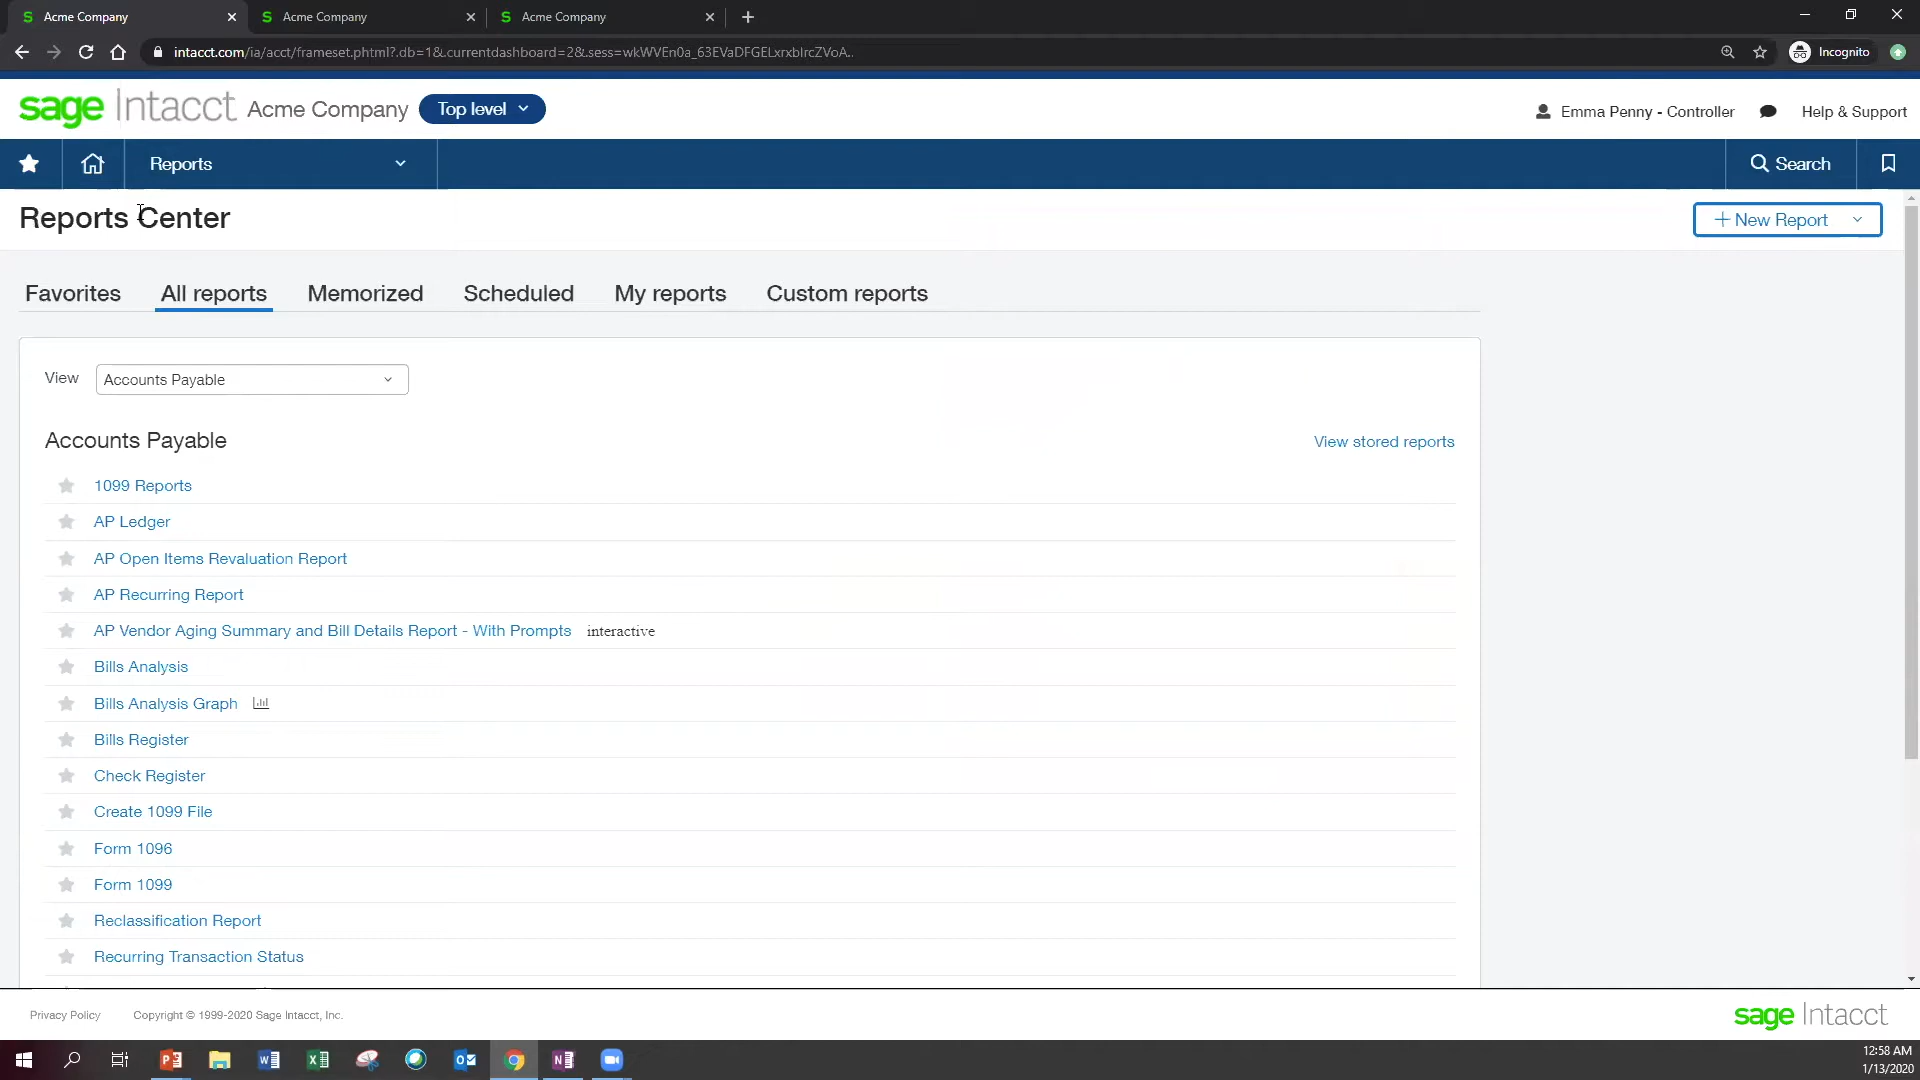 Acme Company
Acme Company
Acme Company
intacct.com/ia/acct/frameset.phtml?.db=1&.currentdashboard=2&.sess=wkWVEn0a_63EVaDFGELxrxbIrcZVoA..
Incognito
sage Intacct Acme Company Top level
Emma Penny - Controller
Help & Support
Reports
Search
Reports Center
+ New Report
Favorites
All reports
Memorized
Scheduled
My reports
Custom reports
View
Accounts Payable
Accounts Payable
View stored reports
1099 Reports
AP Ledger
AP Open Items Revaluation Report
AP Recurring Report
AP Vendor Aging Summary and Bill Details Report - With Prompts interactive
Bills Analysis
Bills Analysis Graph
Bills Register
Check Register
Create 1099 File
Form 1096
Form 1099
Reclassification Report
Recurring Transaction Status
Privacy Policy
Copyright © 1999-2020 Sage Intacct, Inc.
sage Intacct
12:58 AM
1/13/2020